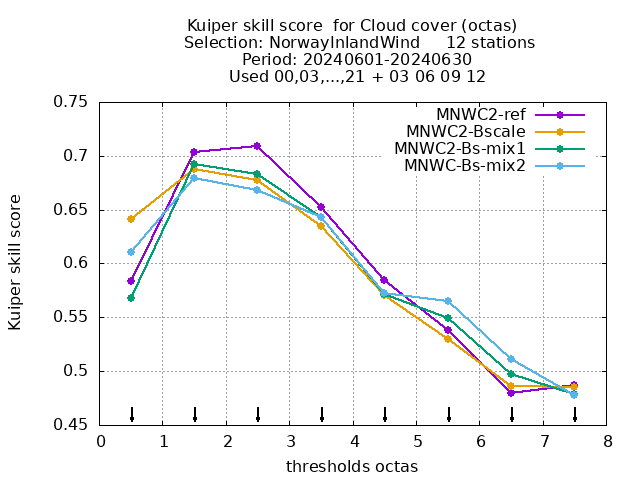 Kuiper skill score  for Cloud cover (octas)
Selection: NorwayInlandWind     12 stations
Period: 20240601-20240630
Used 00,03,...,21 + 03 06 09 12
MNWC2-ref
MNWC2-Bscale
MNWC2-Bs-mix1
MNWC-Bs-mix2
0.75
0.7
0.65
0.6
0.55
0.5
0.45
Kuiper skill score
0 1 2 3 4 5 6 7 8
thresholds octas